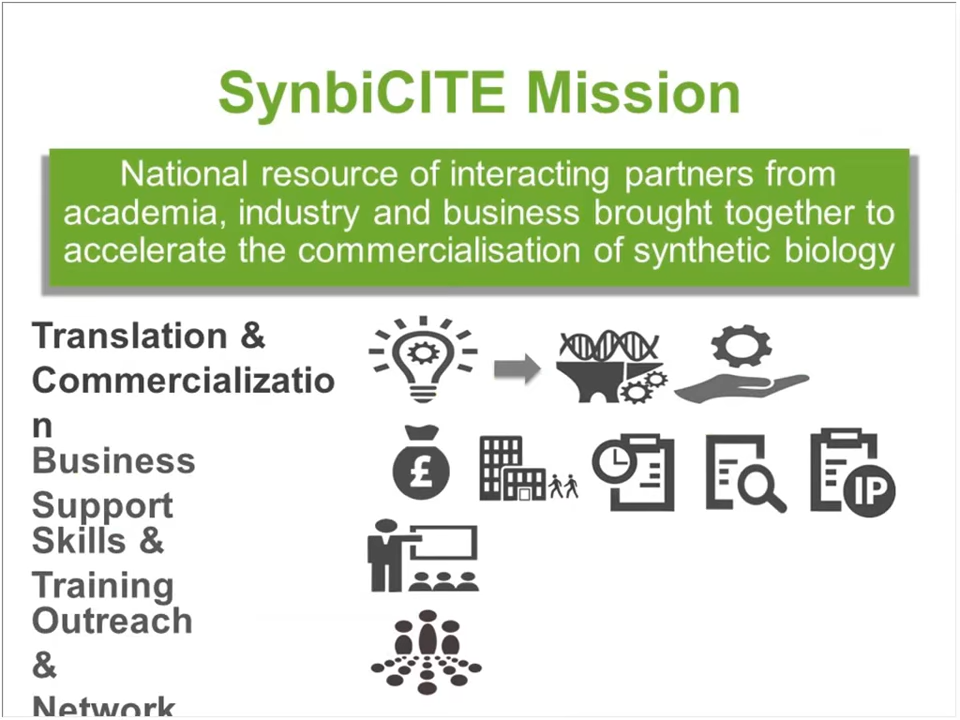 SynbiCITE Mission
National resource of interacting partners from
academia, industry and business brought together to
accelerate the commercialisation of synthetic biology
Translation &
Commercializatio
n
Business
Support
Skills &
Training
Outreach
&
Network
£
IP